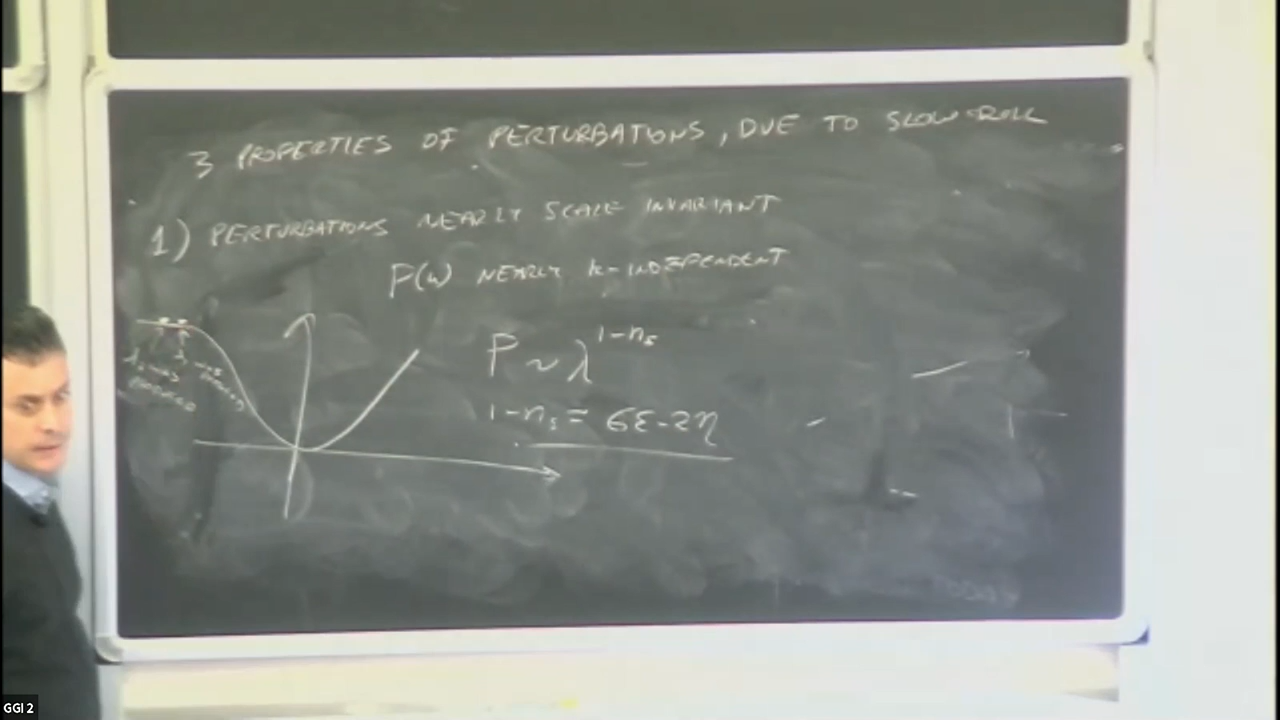 3 PROPERTIES OF PERTURBATIONS, DUE TO SLOW-ROLL
1) PERTURBATIONS NEARLY SCALE INVARIANT
P(k) NEARLY k-INDEPENDENT
P ~ λ^{1-n_s}
1-n_s = 6ε-2η
GGI 2